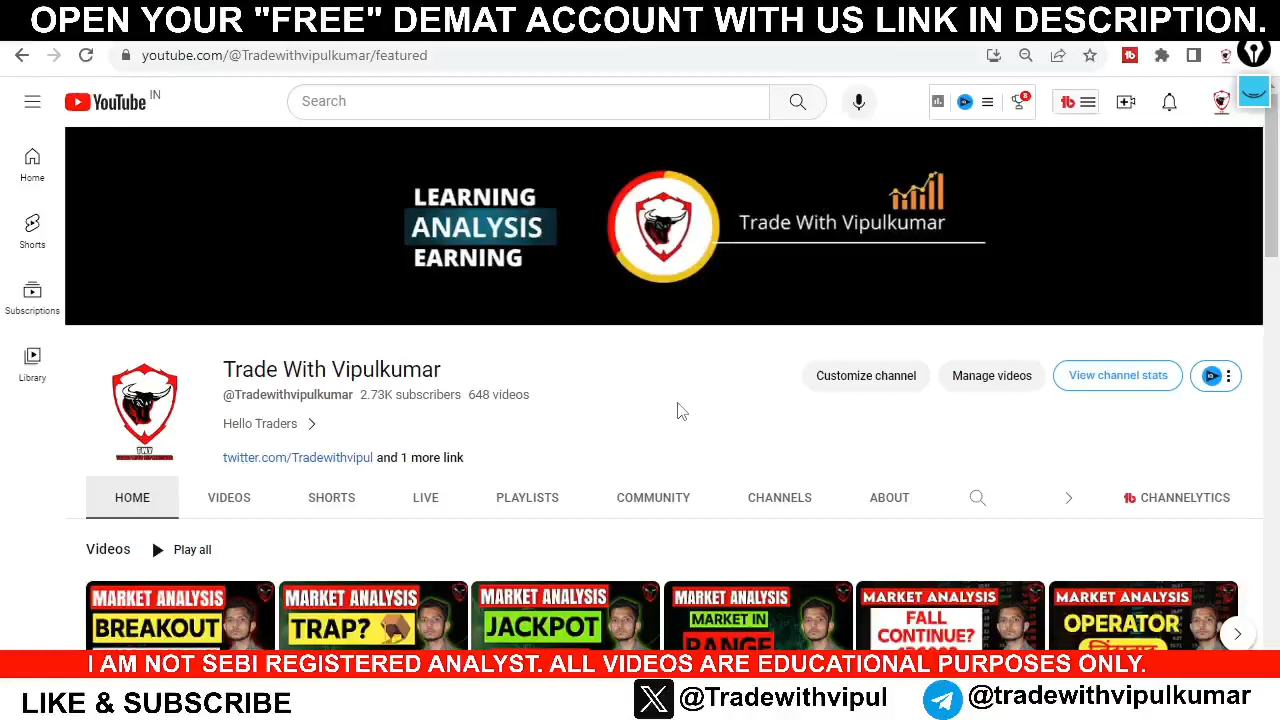 OPEN YOUR "FREE" DEMAT ACCOUNT WITH US LINK IN DESCRIPTION.
youtube.com/@Tradewithvipulkumar/featured
YouTube IN
Search
8
Home
Shorts
Subscriptions
Library
LEARNING
ANALYSIS
EARNING
Trade With Vipulkumar
Trade With Vipulkumar
@Tradewithvipulkumar 2.73K subscribers 648 videos
Hello Traders
twitter.com/Tradewithvipul and 1 more link
Customize channel
Manage videos
View channel stats
HOME VIDEOS SHORTS LIVE PLAYLISTS COMMUNITY CHANNELS ABOUT CHANNELYTICS
Videos Play all
MARKET ANALYSIS
BREAKOUT
MARKET ANALYSIS
TRAP?
MARKET ANALYSIS
JACKPOT
MARKET ANALYSIS
MARKET IN
RANGE
MARKET ANALYSIS
FALL
CONTINUE?
MARKET ANALYSIS
OPERATOR
I AM NOT SEBI REGISTERED ANALYST. ALL VIDEOS ARE EDUCATIONAL PURPOSES ONLY.
LIKE & SUBSCRIBE
@Tradewithvipul
@tradewithvipulkumar